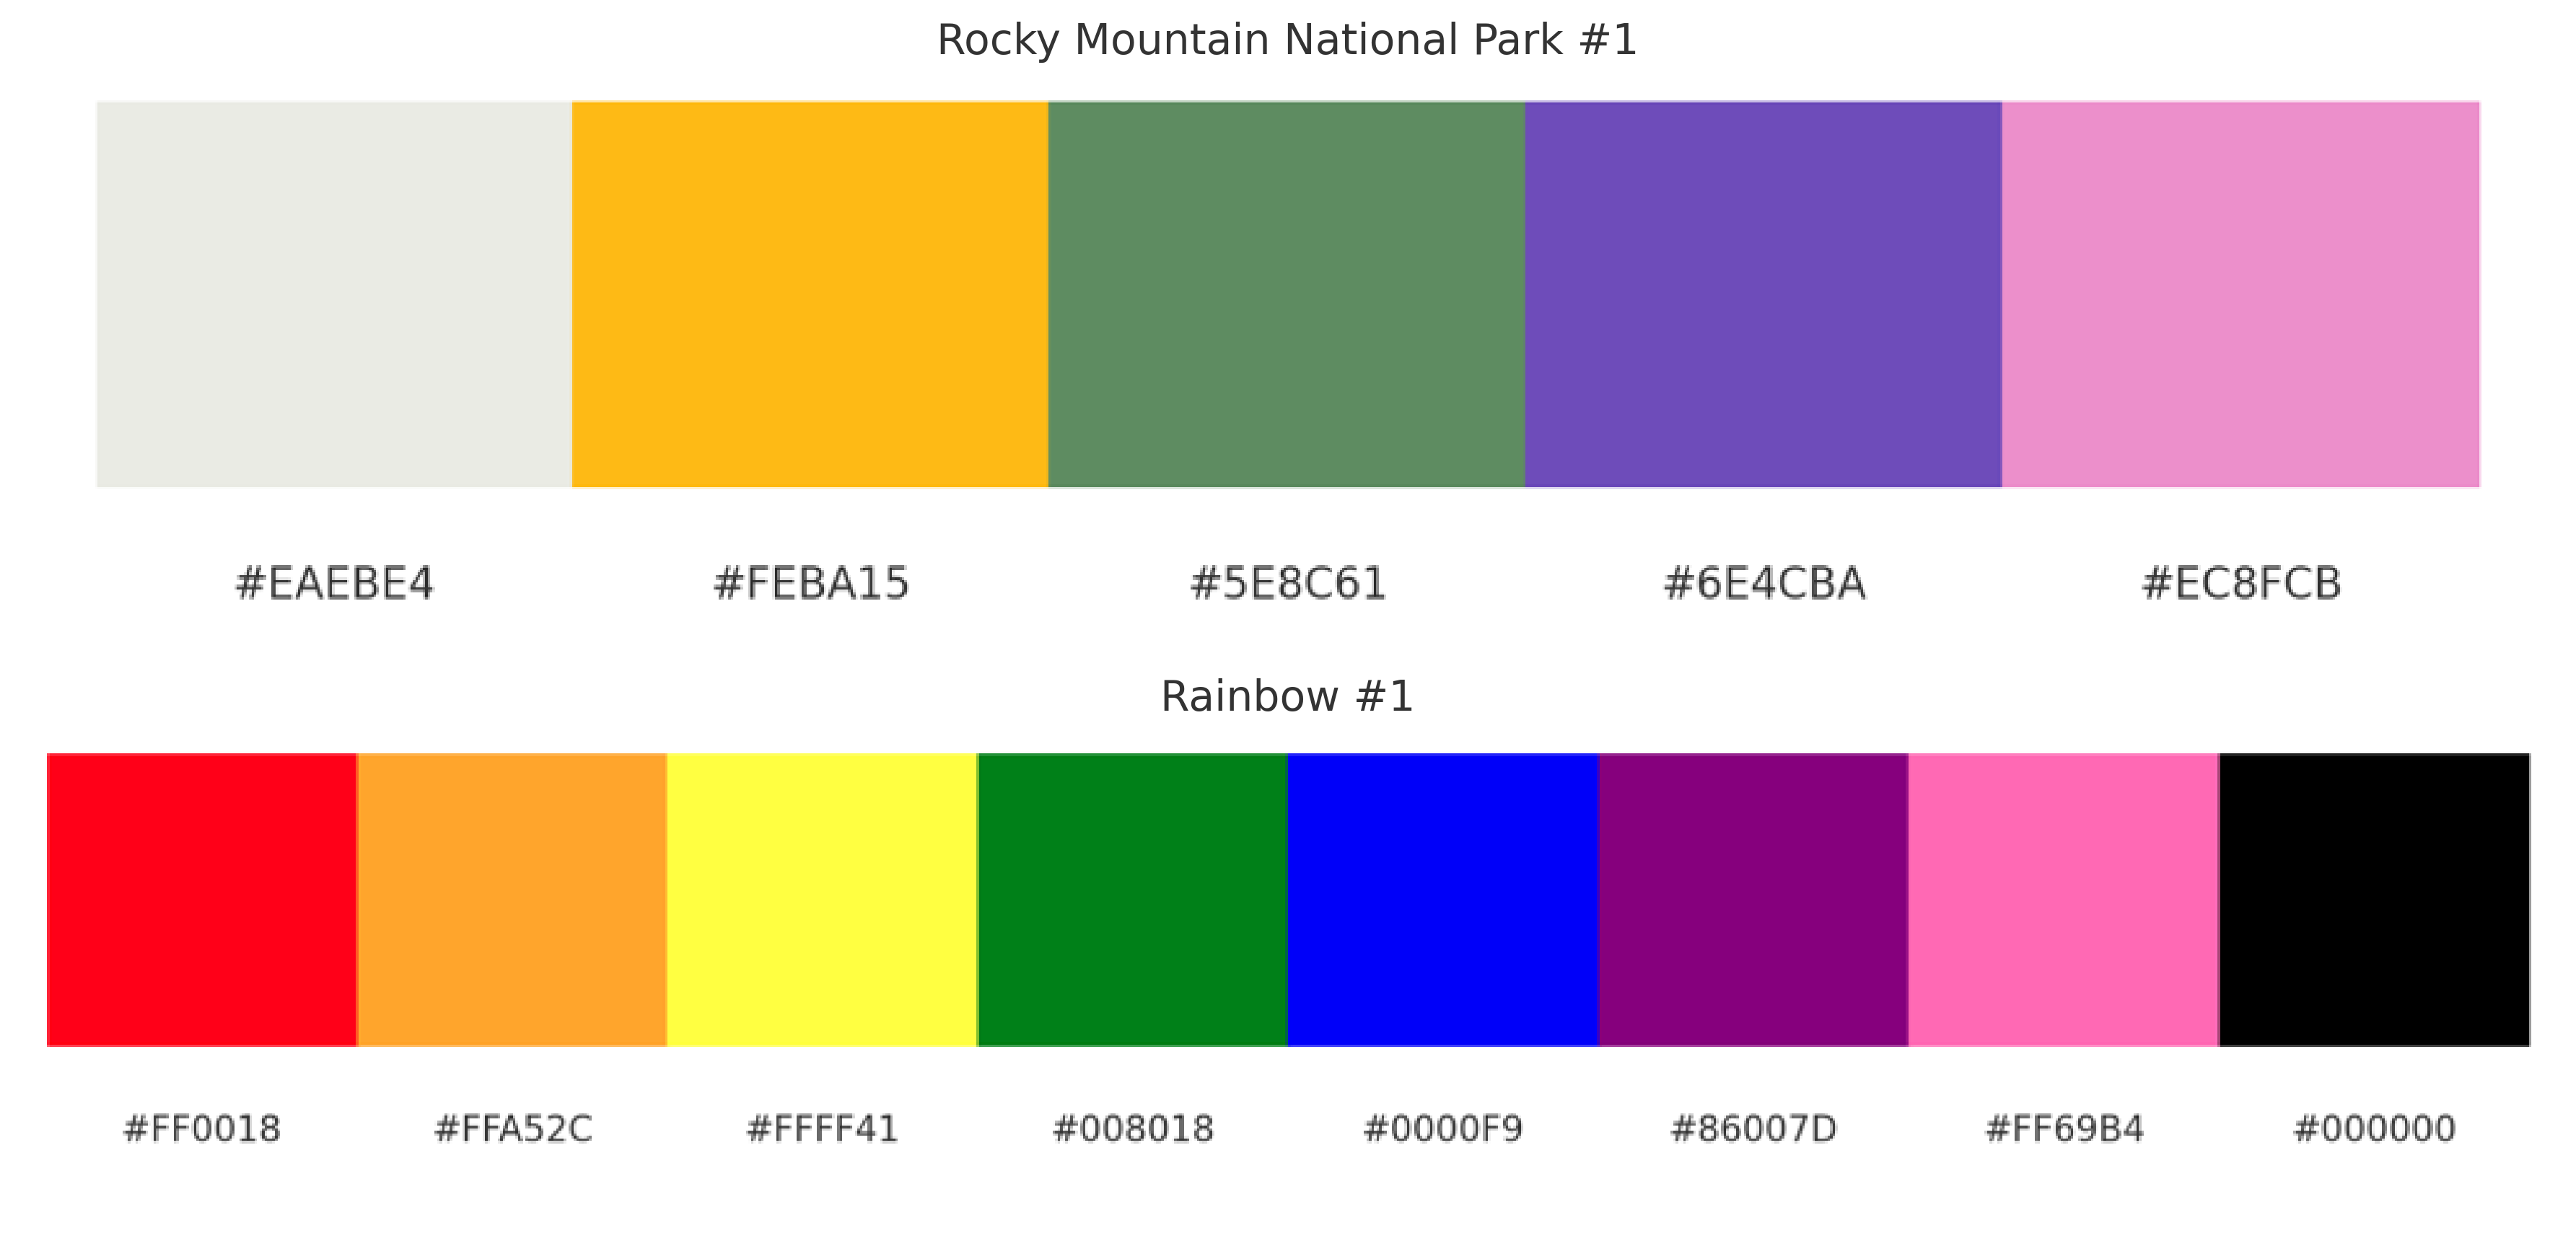 Rocky Mountain National Park #1
#EAEBE4 #FEBA15 #5E8C61 #6E4CBA #EC8FCB
Rainbow #1
#FF0018 #FFA52C #FFFF41 #008018 #0000F9 #86007D #FF69B4 #000000